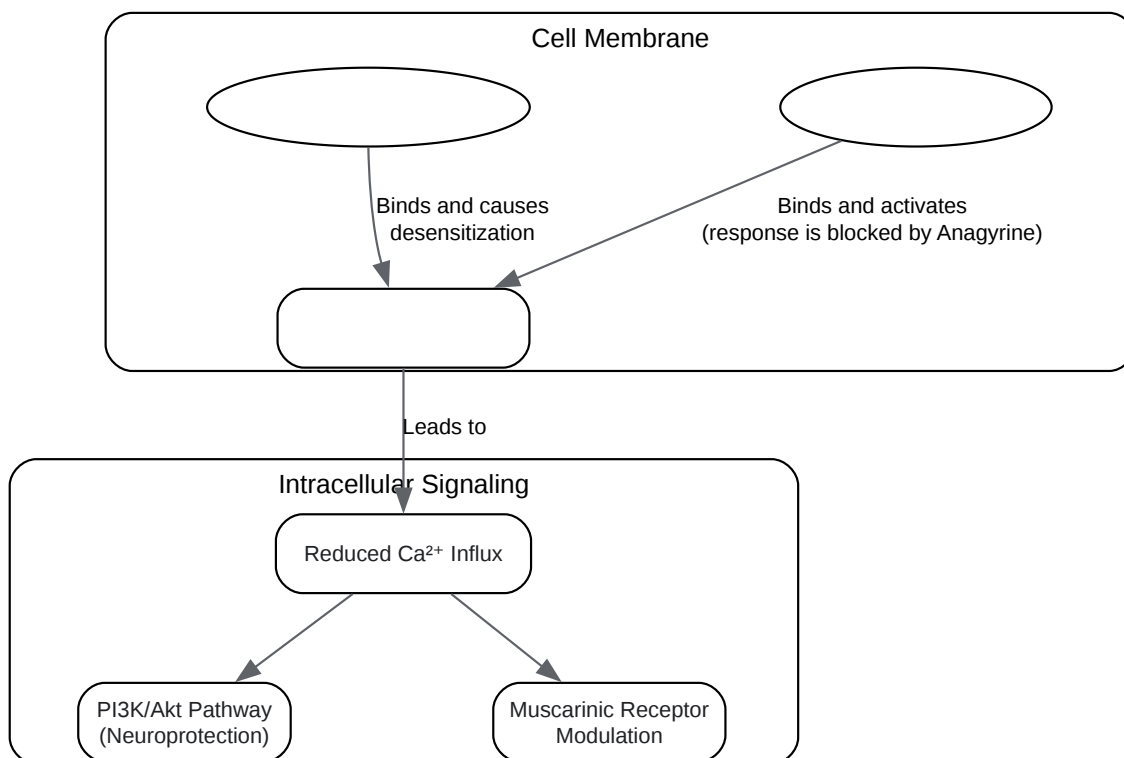 Cell Membrane
Binds and causes
desensitization
Binds and activates
(response is blocked by Anagyrine)
Leads to
Intracellular Signaling
Reduced Ca²⁺ Influx
PI3K/Akt Pathway
(Neuroprotection)
Muscarinic Receptor
Modulation